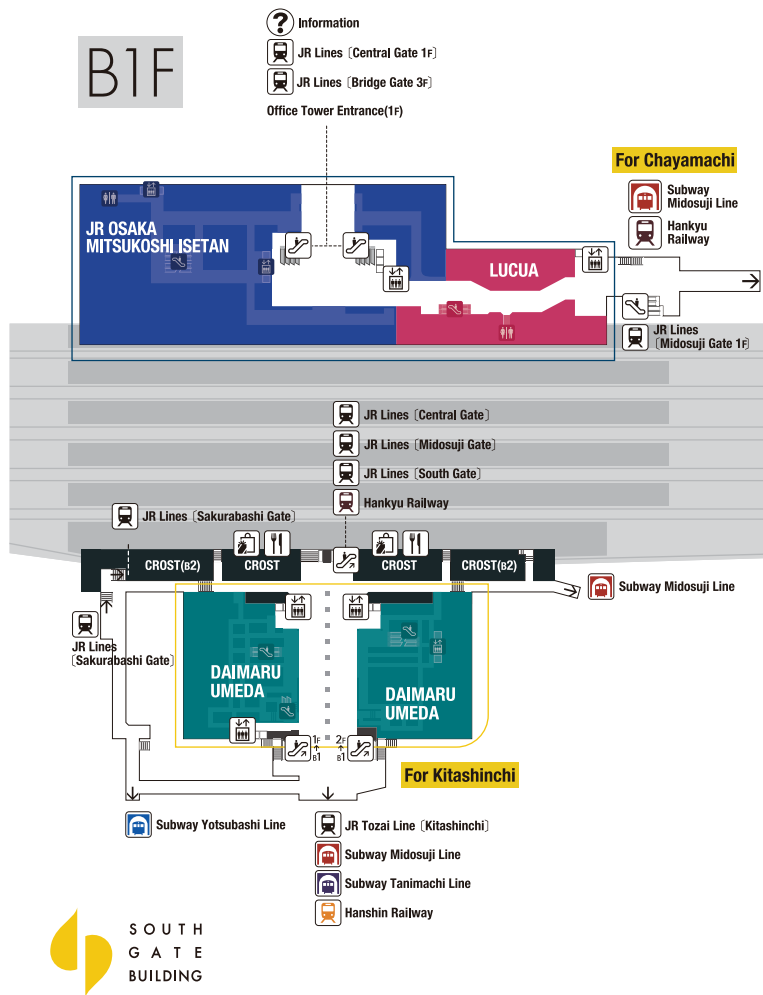 B1F
? Information
JR Lines〔Central Gate 1F〕
JR Lines〔Bridge Gate 3F〕
Office Tower Entrance(1F)
For Chayamachi
Subway
Midosuji Line
Hankyu
Railway
JR OSAKA
MITSUKOSHI ISETAN
LUCUA
JR Lines
〔Midosuji Gate 1F〕
JR Lines〔Central Gate〕
JR Lines〔Midosuji Gate〕
JR Lines〔South Gate〕
Hankyu Railway
JR Lines〔Sakurabashi Gate〕
CROST(B2)
CROST
CROST
CROST(B2)
Subway Midosuji Line
JR Lines
〔Sakurabashi Gate〕
DAIMARU
UMEDA
DAIMARU
UMEDA
1F
B1
2F
B1
For Kitashinchi
Subway Yotsubashi Line
JR Tozai Line〔Kitashinchi〕
Subway Midosuji Line
Subway Tanimachi Line
Hanshin Railway
SOUTH
GATE
BUILDING